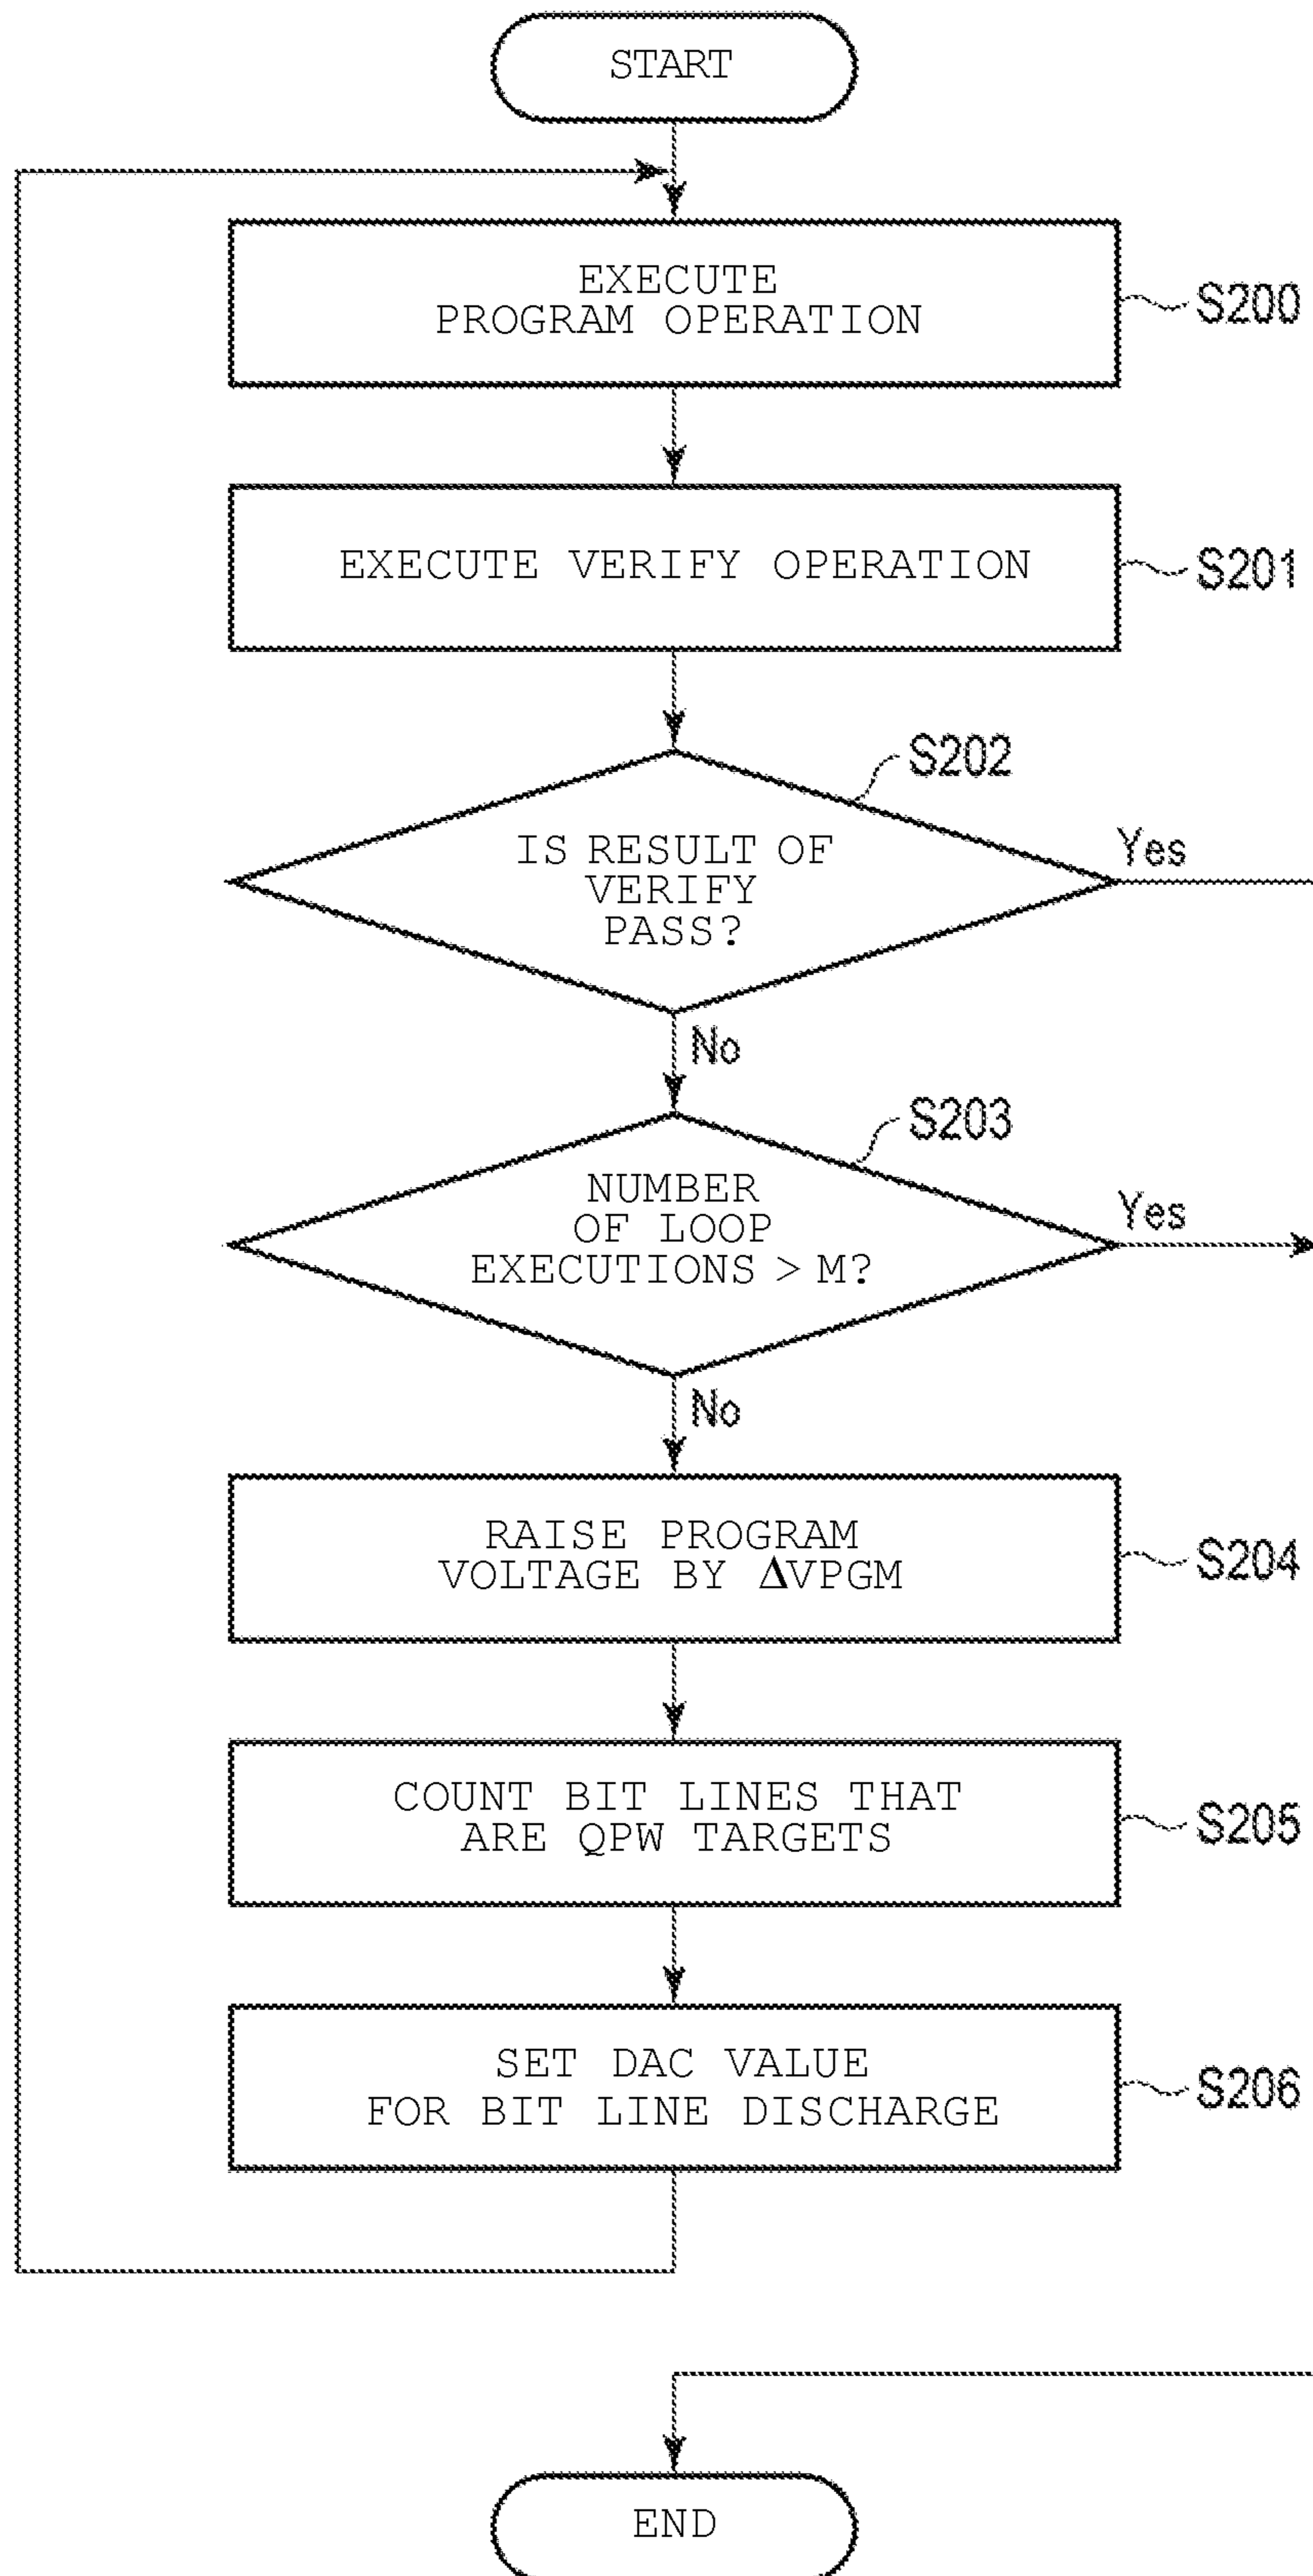 START
EXECUTE
PROGRAM OPERATION
S200
EXECUTE VERIFY OPERATION
S201
S202
IS RESULT OF
VERIFY
PASS?
Yes
No
S203
NUMBER
OF LOOP
EXECUTIONS > M?
Yes
No
RAISE PROGRAM
VOLTAGE BY ΔVPGM
S204
COUNT BIT LINES THAT
ARE QPW TARGETS
S205
SET DAC VALUE
FOR BIT LINE DISCHARGE
S206
END